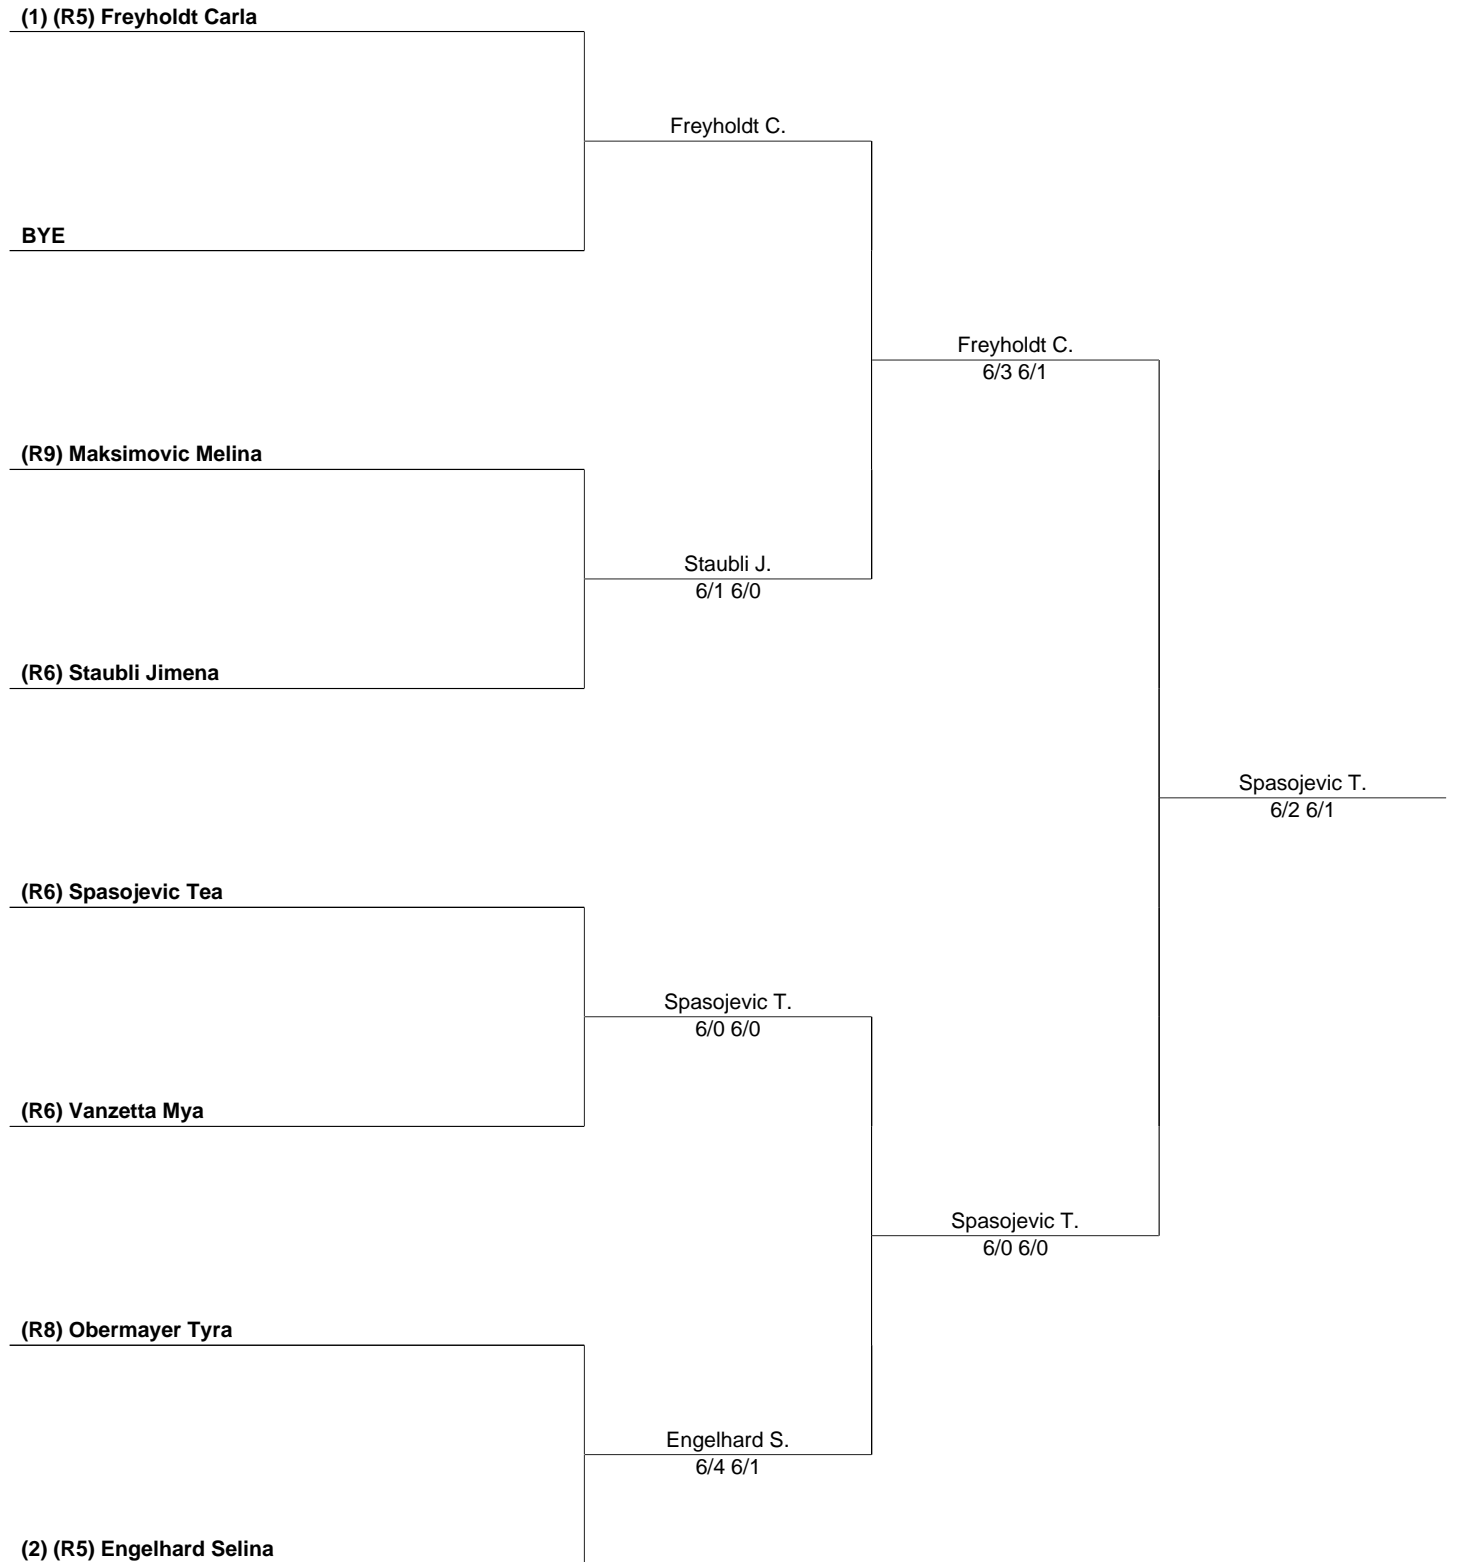 (1) (R5) Freyholdt Carla
Freyholdt C.
BYE
Freyholdt C.
6/3 6/1
(R9) Maksimovic Melina
Staubli J.
6/1 6/0
(R6) Staubli Jimena
Spasojevic T.
6/2 6/1
(R6) Spasojevic Tea
Spasojevic T.
6/0 6/0
(R6) Vanzetta Mya
Spasojevic T.
6/0 6/0
(R8) Obermayer Tyra
Engelhard S.
6/4 6/1
(2) (R5) Engelhard Selina